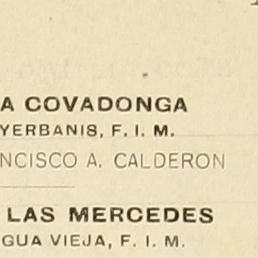 A COVADONGA
YERBANIS, F. I. M.
NCISCO A. CALDERON
LAS MERCEDES
GUA VIEJA, F. I. M.